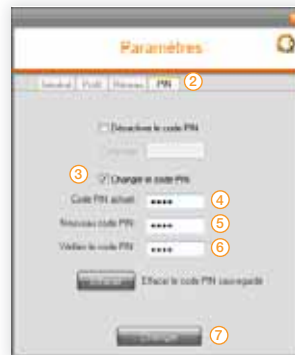 Paramètres
Général Profil Réseau PIN 2
Désactiver le code PIN
3 Changer le code PIN
Code PIN actuel: •••• 4
Nouveau code PIN: •••• 5
Vérifier le code PIN: •••• 6
Effacer Effacer le code PIN sauvegardé
7